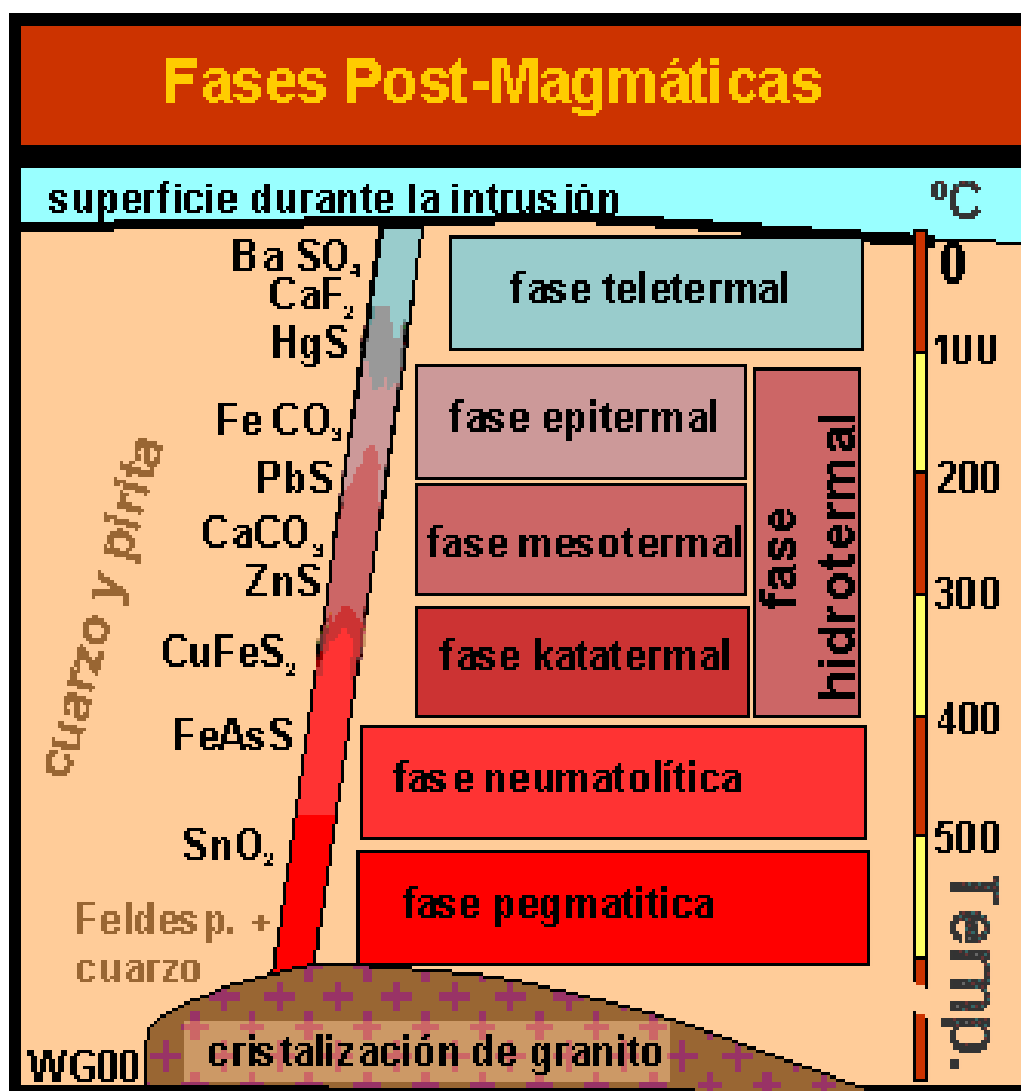 Fases Post-Magmáticas
superficie durante la intrusión
ºC
Ba SO₄
CaF₂
HgS
Fe CO₃
PbS
CaCO₃
ZnS
CuFeS₂
FeAsS
SnO₂
cuarzo y pirita
Feldesp. +
cuarzo
fase teletermal
fase epitermal
fase mesotermal
fase katatermal
fase
hidrotermal
fase neumatolítica
fase pegmatitica
0
100
200
300
400
500
Temp.
cristalización de granito
WG00